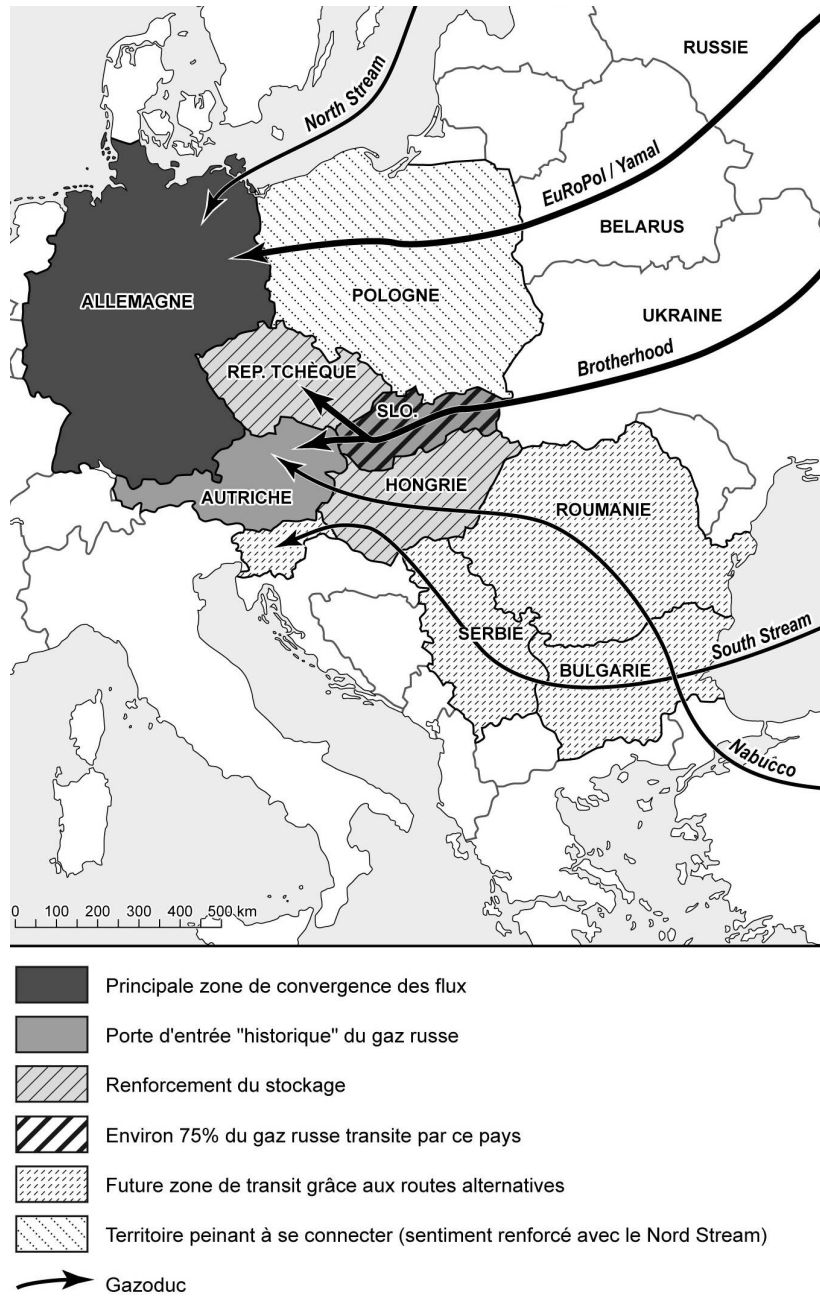 RUSSIE
North Stream
EuRoPol / Yamal
BELARUS
POLOGNE
ALLEMAGNE
UKRAINE
Brotherhood
REP. TCHÈQUE
SLO.
HONGRIE
AUTRICHE
ROUMANIE
SERBIE
South Stream
BULGARIE
Nabucco
0 100 200 300 400 500 km
Principale zone de convergence des flux
Porte d'entrée "historique" du gaz russe
Renforcement du stockage
Environ 75% du gaz russe transite par ce pays
Future zone de transit grâce aux routes alternatives
Territoire peinant à se connecter (sentiment renforcé avec le Nord Stream)
Gazoduc